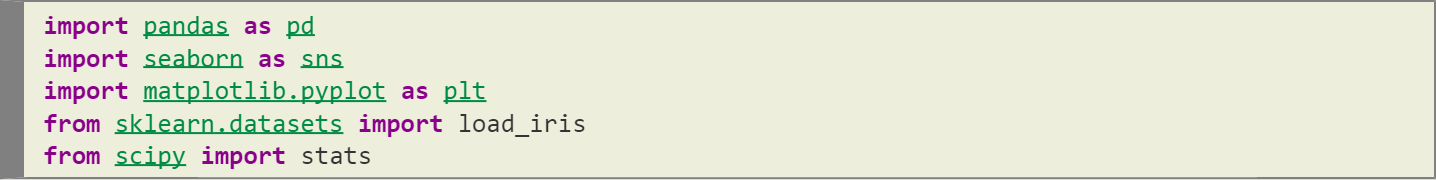 import pandas as pd
import seaborn as sns
import matplotlib.pyplot as plt
from sklearn.datasets import load_iris
from scipy import stats